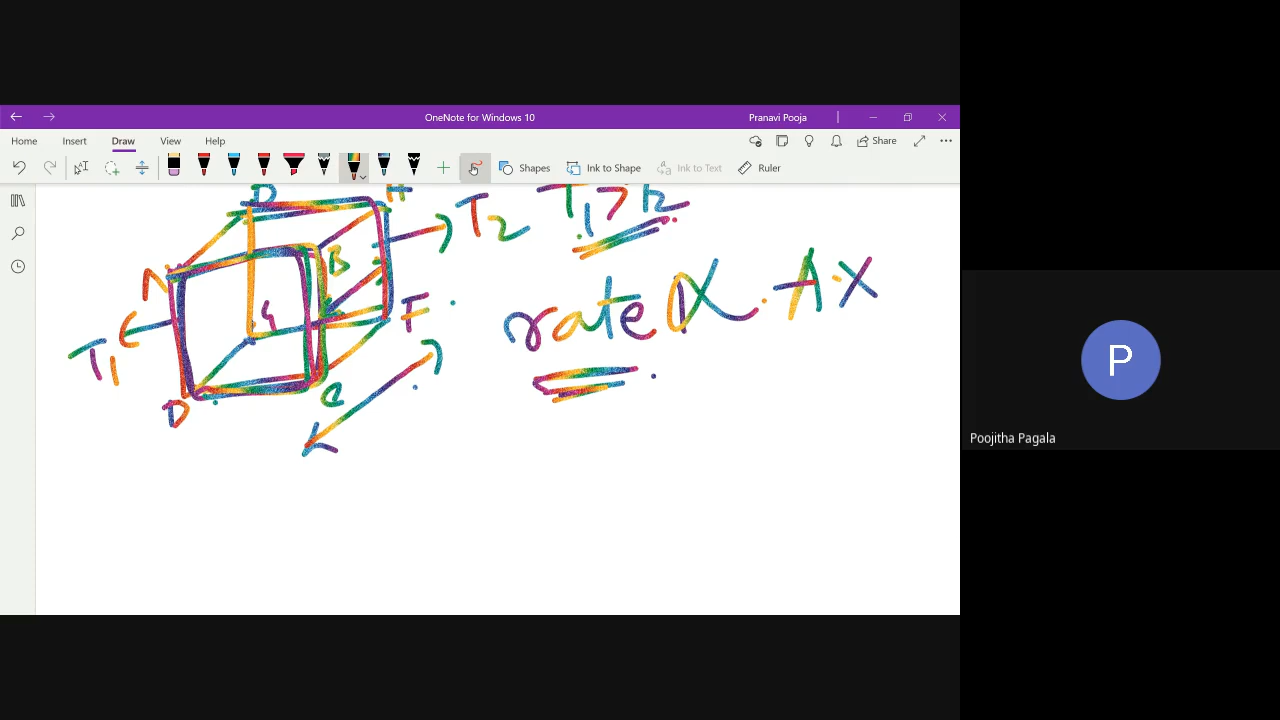 OneNote for Windows 10
Pranavi Pooja
Home Insert Draw View Help
Share
Shapes Ink to Shape Ink to Text Ruler
D H
T2
T1 > T2
A
B
G
F
T1
D
C
rate α A X
P
Poojitha Pagala